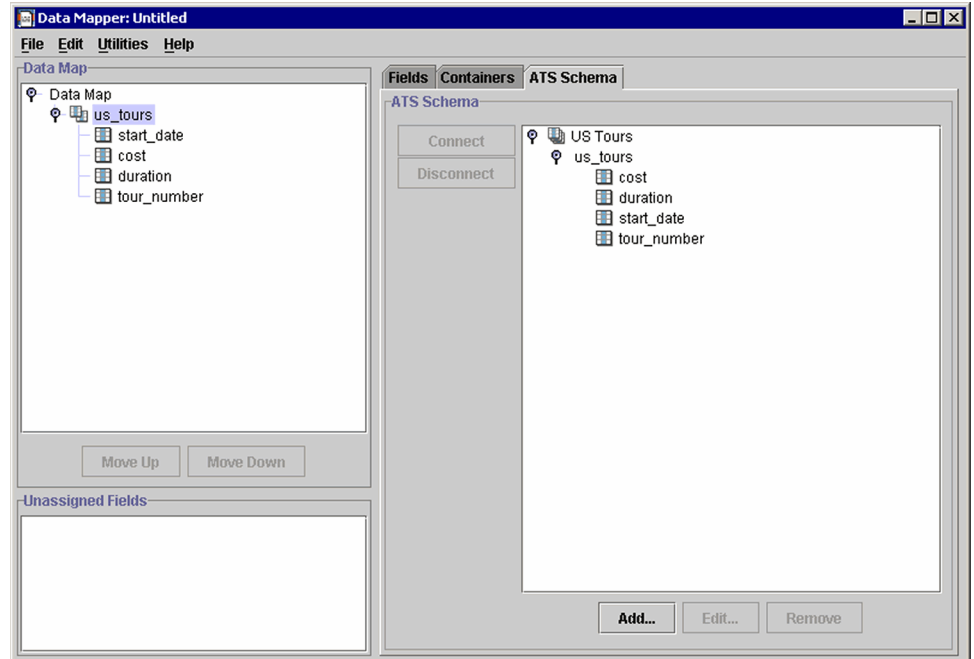 Data Mapper: Untitled
File Edit Utilities Help
Data Map
Data Map
us_tours
start_date
cost
duration
tour_number
Move Up Move Down
Unassigned Fields
Fields Containers ATS Schema
ATS Schema
Connect
Disconnect
US Tours
us_tours
cost
duration
start_date
tour_number
Add... Edit... Remove